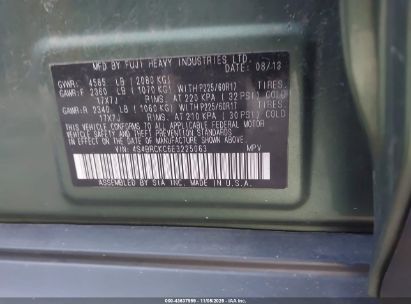 MFD BY FUJI HEAVY INDUSTRIES LTD.
DATE: 08/13
GVWR: 4585 LB (2080 KG)
GAWR:F 2360 LB (1070 KG) WITH P225/60R17 TIRES.
17X7J RIMS. AT 220 KPA (32 PSI) COLD
GAWR:R 2340 LB (1060 KG) WITH P225/60R17 TIRES.
17X7J RIMS. AT 210 KPA (30 PSI) COLD
THIS VEHICLE CONFORMS TO ALL APPLICABLE FEDERAL MOTOR
VEHICLE SAFETY AND THEFT PREVENTION STANDARDS
IN EFFECT ON THE DATE OF MANUFACTURE SHOWN ABOVE.
VIN: 4S4BRCKC6E3225063 MPV
ASSEMBLED BY SIA INC. MADE IN U.S.A.